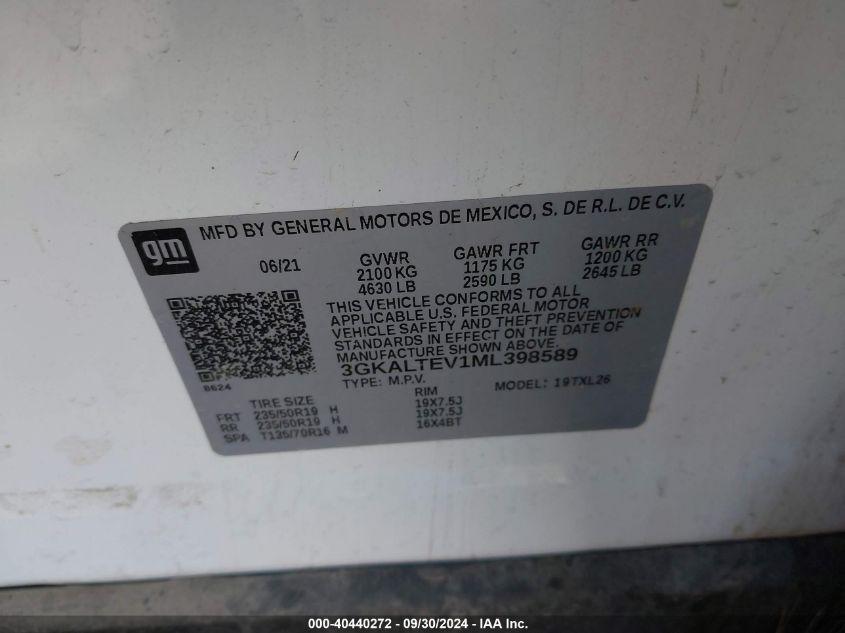 gm
MFD BY GENERAL MOTORS DE MEXICO, S. DE R.L. DE C.V.
06/21
GVWR
2100 KG
4630 LB
GAWR FRT
1175 KG
2590 LB
GAWR RR
1200 KG
2645 LB
THIS VEHICLE CONFORMS TO ALL
APPLICABLE U.S. FEDERAL MOTOR
VEHICLE SAFETY AND THEFT PREVENTION
STANDARDS IN EFFECT ON THE DATE OF
MANUFACTURE SHOWN ABOVE.
3GKALTEV1ML398589
TYPE: M.P.V. MODEL: 19TXL26
8624
TIRE SIZE RIM
FRT 235/50R19 H 19X7.5J
RR 235/50R19 H 19X7.5J
SPA T135/70R16 M 16X4BT
000-40440272 - 09/30/2024 - IAA Inc.